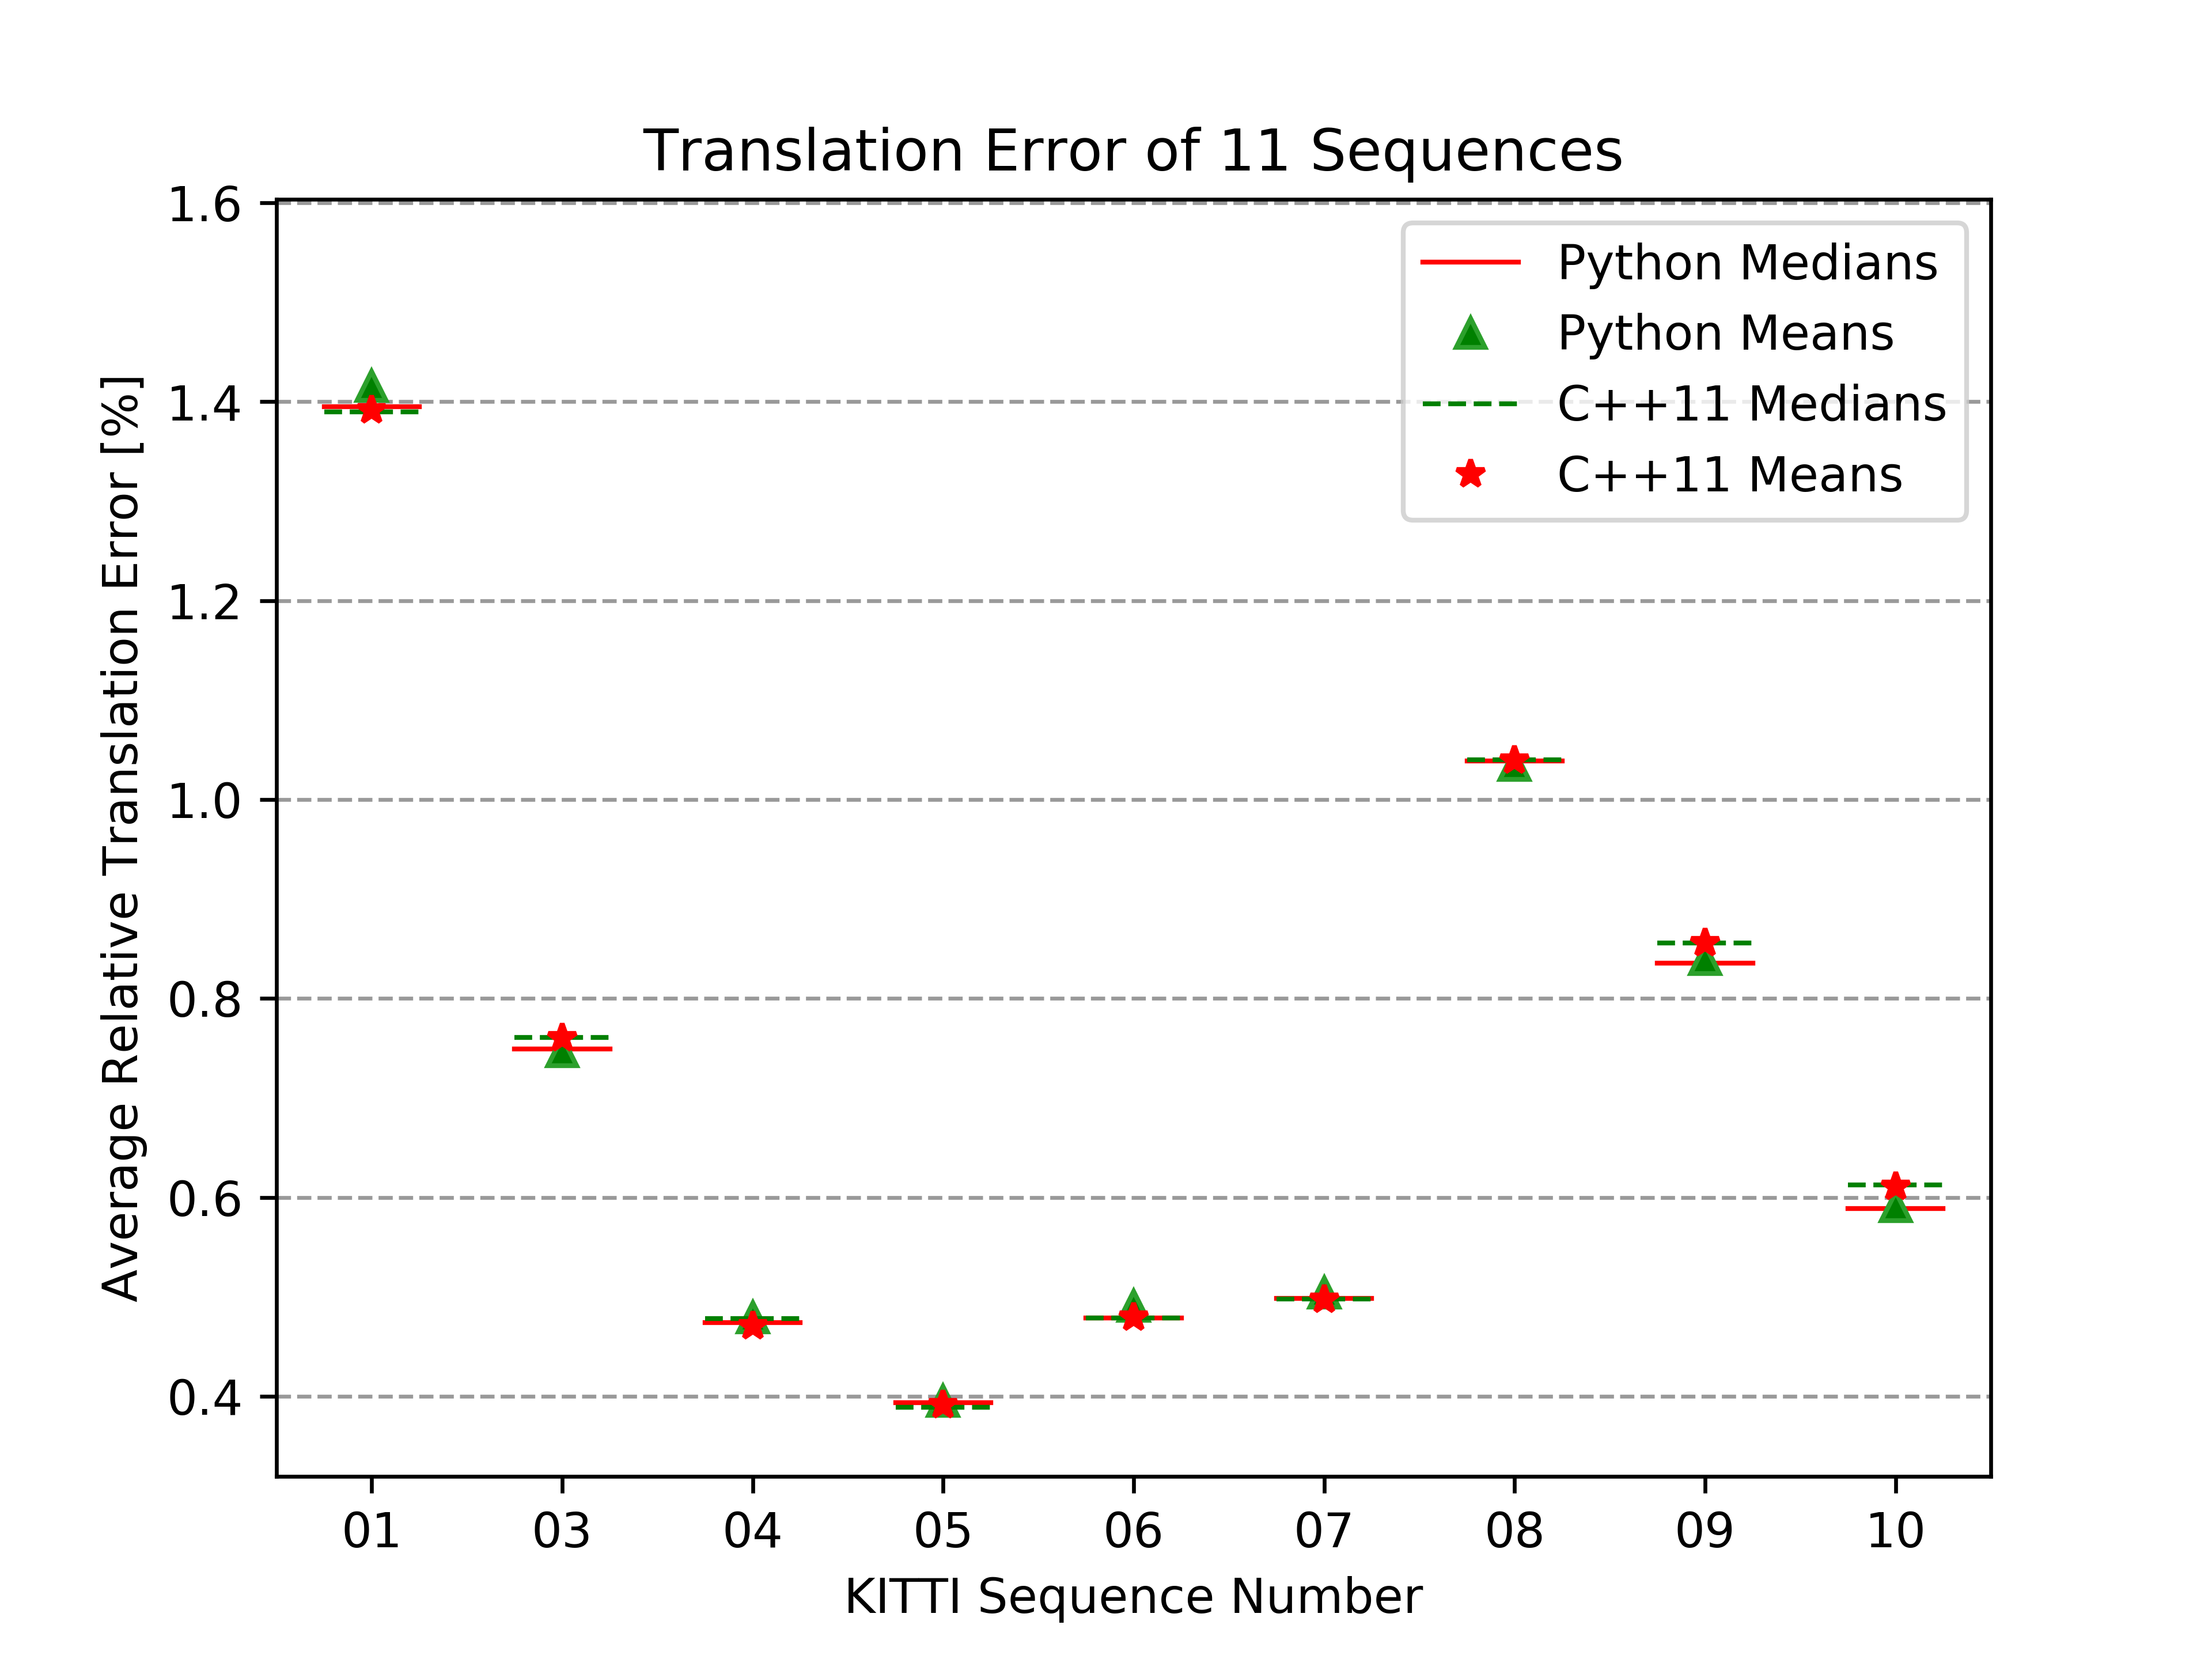 Translation Error of 11 Sequences
Average Relative Translation Error [%]
1.6
1.4
1.2
1.0
0.8
0.6
0.4
Python Medians
Python Means
C++11 Medians
C++11 Means
01 03 04 05 06 07 08 09 10
KITTI Sequence Number